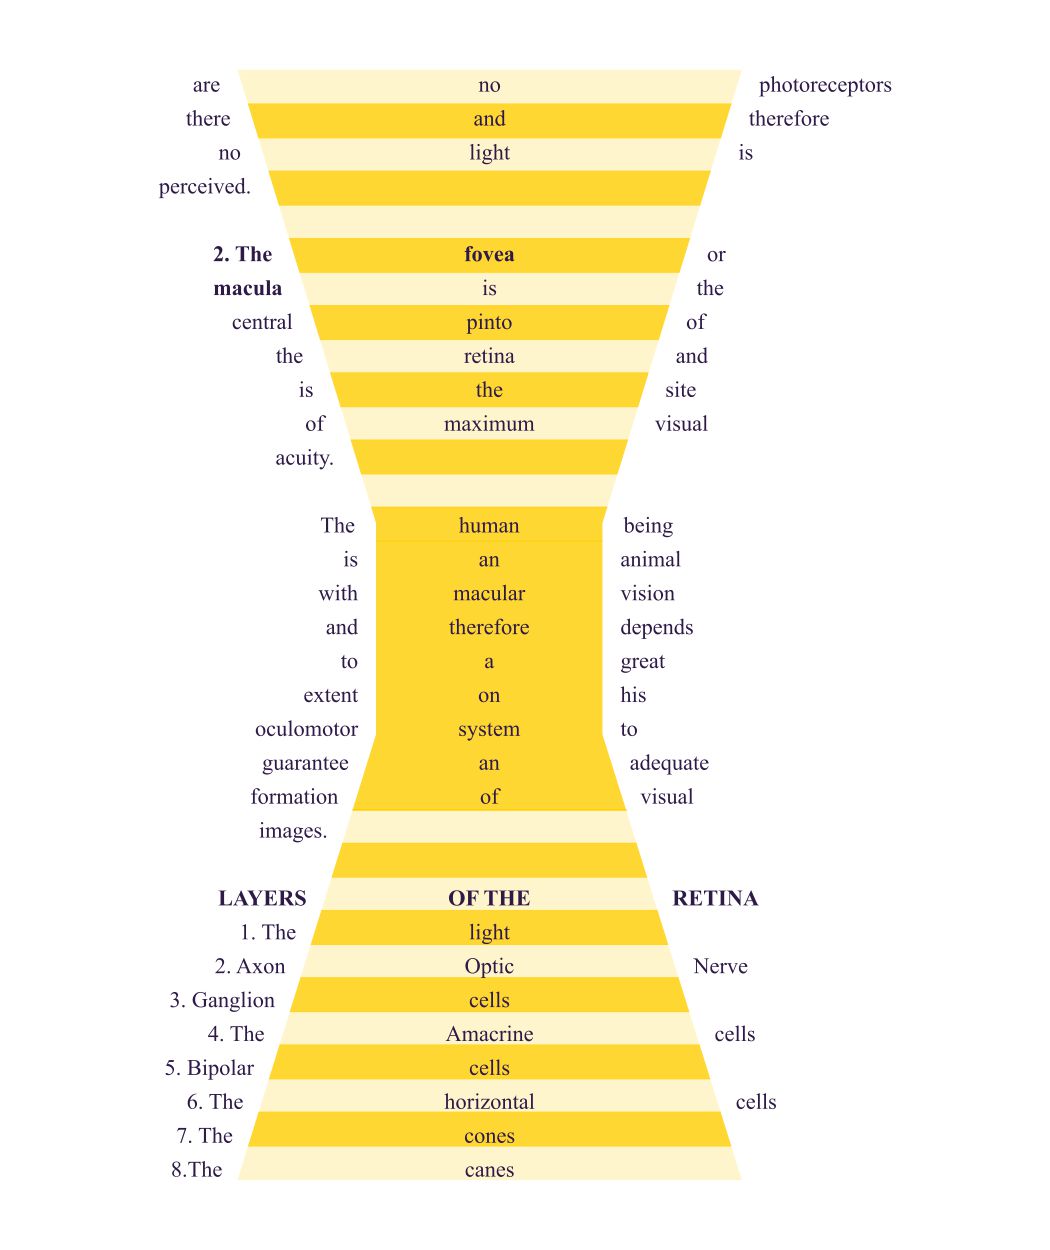 are no photoreceptors
there and therefore
no light is
perceived.
2. The fovea or
macula is the
central pinto of
the retina and
is the site
of maximum visual
acuity.
The human being
is an animal
with macular vision
and therefore depends
to a great
extent on his
oculomotor system to
guarantee an adequate
formation of visual
images.
LAYERS OF THE RETINA
1. The light
2. Axon Optic Nerve
3. Ganglion cells
4. The Amacrine cells
5. Bipolar cells
6. The horizontal cells
7. The cones
8.The canes